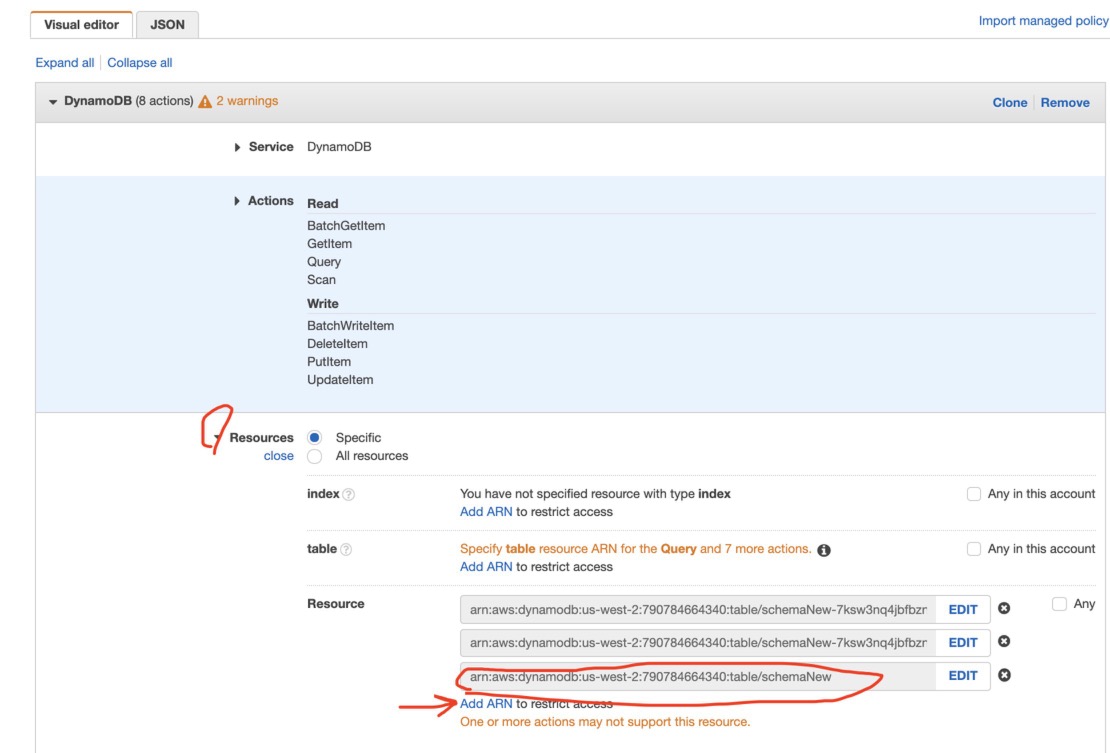 Visual editor JSON Import managed policy
Expand all Collapse all
DynamoDB (8 actions) 2 warnings Clone Remove
Service DynamoDB
Actions Read
BatchGetItem
GetItem
Query
Scan
Write
BatchWriteItem
DeleteItem
PutItem
UpdateItem
Resources Specific
close All resources
index ? You have not specified resource with type index Any in this account
Add ARN to restrict access
table ? Specify table resource ARN for the Query and 7 more actions. i Any in this account
Add ARN to restrict access
Resource arn:aws:dynamodb:us-west-2:790784664340:table/schemaNew-7ksw3nq4jbfbzr EDIT Any
arn:aws:dynamodb:us-west-2:790784664340:table/schemaNew-7ksw3nq4jbfbzr EDIT
arn:aws:dynamodb:us-west-2:790784664340:table/schemaNew EDIT
Add ARN to restrict access
One or more actions may not support this resource.